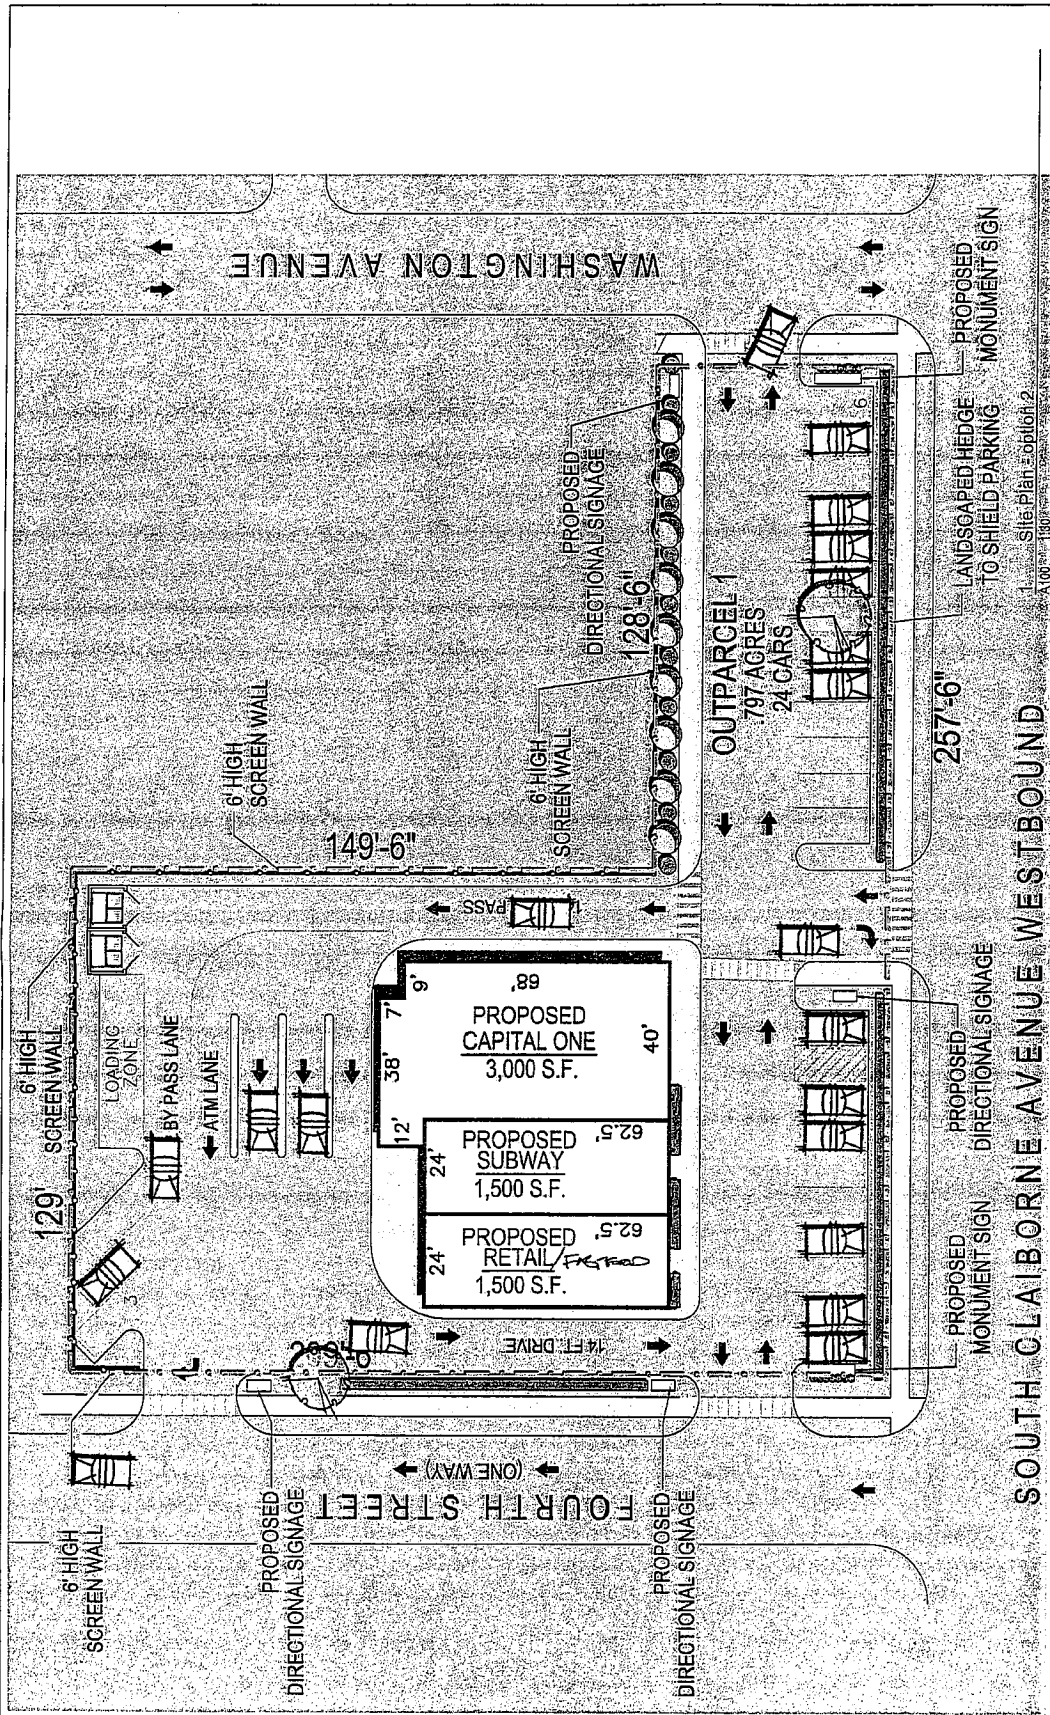 6' HIGH
SCREEN WALL
129'
6' HIGH
SCREEN WALL
LOADING
ZONE
BY PASS LANE
ATM LANE
3
6' HIGH
SCREEN WALL
149'-6"
PASS
12'
38'
7'
9'
68'
40'
PROPOSED
CAPITAL ONE
3,000 S.F.
24'
PROPOSED
SUBWAY
1,500 S.F.
62.5'
24'
PROPOSED
RETAIL/FAST FOOD
1,500 S.F.
62.5'
14 FT. DRIVE
6' HIGH
SCREEN WALL
128'-6"
PROPOSED
DIRECTIONAL SIGNAGE
WASHINGTON AVENUE
OUTPARCEL 1
.797 ACRES
24 CARS
6
FOURTH STREET
(ONE WAY)
PROPOSED
DIRECTIONAL SIGNAGE
PROPOSED
DIRECTIONAL SIGNAGE
PROPOSED
MONUMENT SIGN
PROPOSED
DIRECTIONAL SIGNAGE
257'-6"
LANDSCAPED HEDGE
TO SHIELD PARKING
PROPOSED
MONUMENT SIGN
SOUTH CLAIBORNE AVENUE WESTBOUND
1
Site Plan - option 2
A100